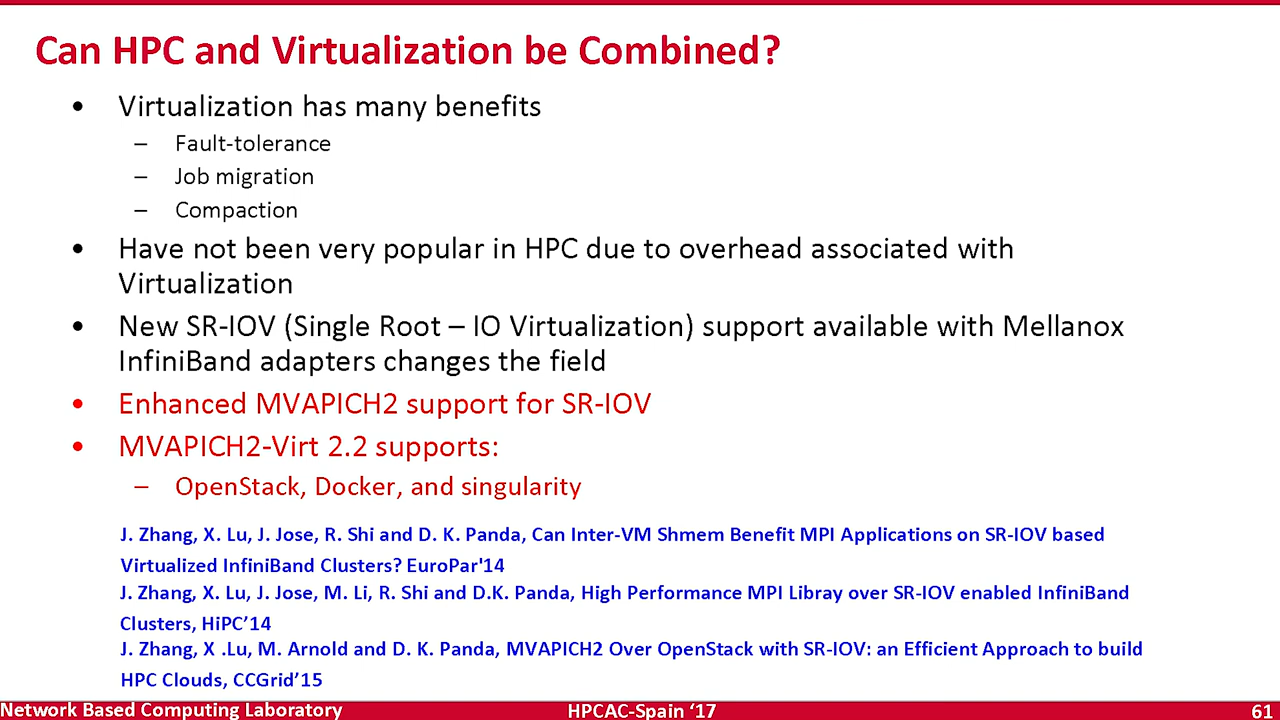 Can HPC and Virtualization be Combined?
• Virtualization has many benefits
– Fault-tolerance
– Job migration
– Compaction
• Have not been very popular in HPC due to overhead associated with
Virtualization
• New SR-IOV (Single Root – IO Virtualization) support available with Mellanox
InfiniBand adapters changes the field
• Enhanced MVAPICH2 support for SR-IOV
• MVAPICH2-Virt 2.2 supports:
– OpenStack, Docker, and singularity
J. Zhang, X. Lu, J. Jose, R. Shi and D. K. Panda, Can Inter-VM Shmem Benefit MPI Applications on SR-IOV based
Virtualized InfiniBand Clusters? EuroPar'14
J. Zhang, X. Lu, J. Jose, M. Li, R. Shi and D.K. Panda, High Performance MPI Libray over SR-IOV enabled InfiniBand
Clusters, HiPC’14
J. Zhang, X .Lu, M. Arnold and D. K. Panda, MVAPICH2 Over OpenStack with SR-IOV: an Efficient Approach to build
HPC Clouds, CCGrid’15
Network Based Computing Laboratory
HPCAC-Spain ‘17
61